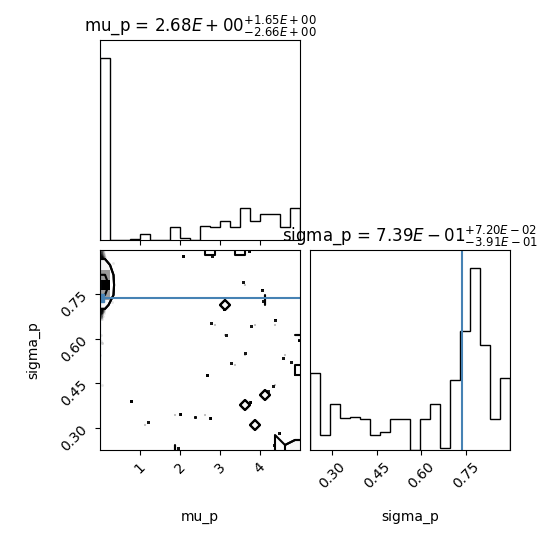 mu_p = 2.68E + 00^{+1.65E+00}_{-2.66E+00}
sigma_p = 7.39E − 01^{+7.20E−02}_{−3.91E−01}
sigma_p
0.75
0.60
0.45
0.30
1 2 3 4
0.30 0.45 0.60 0.75
mu_p
sigma_p